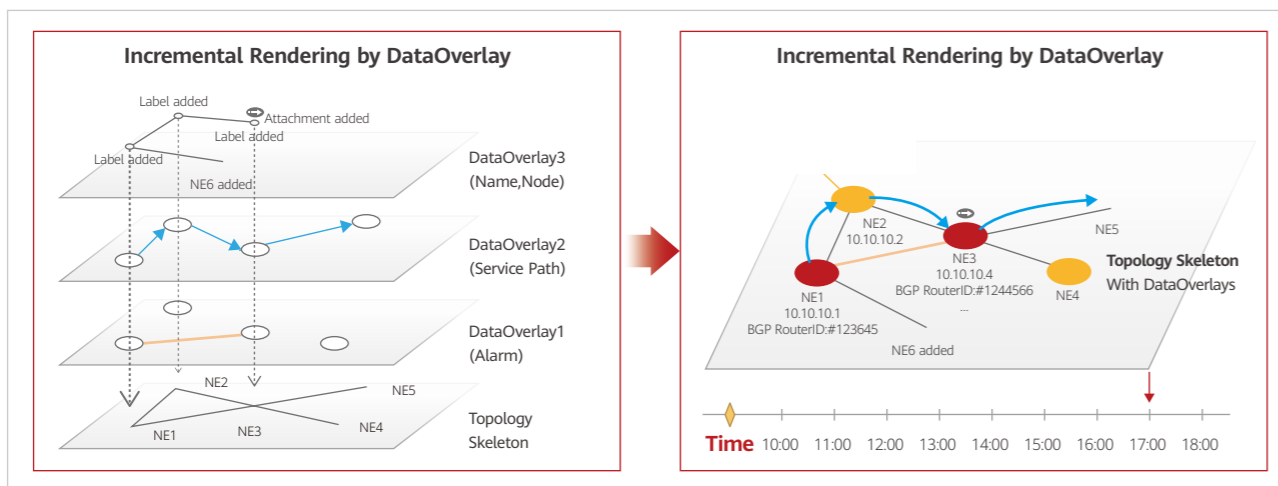 Incremental Rendering by DataOverlay
Label added
Attachment added
Label added
Label added
NE6 added
DataOverlay3
(Name,Node)
DataOverlay2
(Service Path)
DataOverlay1
(Alarm)
NE2
NE5
NE1
NE3
NE4
Topology
Skeleton
Incremental Rendering by DataOverlay
NE2
10.10.10.2
NE5
NE3
10.10.10.4
BGP RouterID:#1244566
...
Topology Skeleton
With DataOverlays
NE4
NE1
10.10.10.1
BGP RouterID:#123645
NE6 added
Time 10:00 11:00 12:00 13:00 14:00 15:00 16:00 17:00 18:00